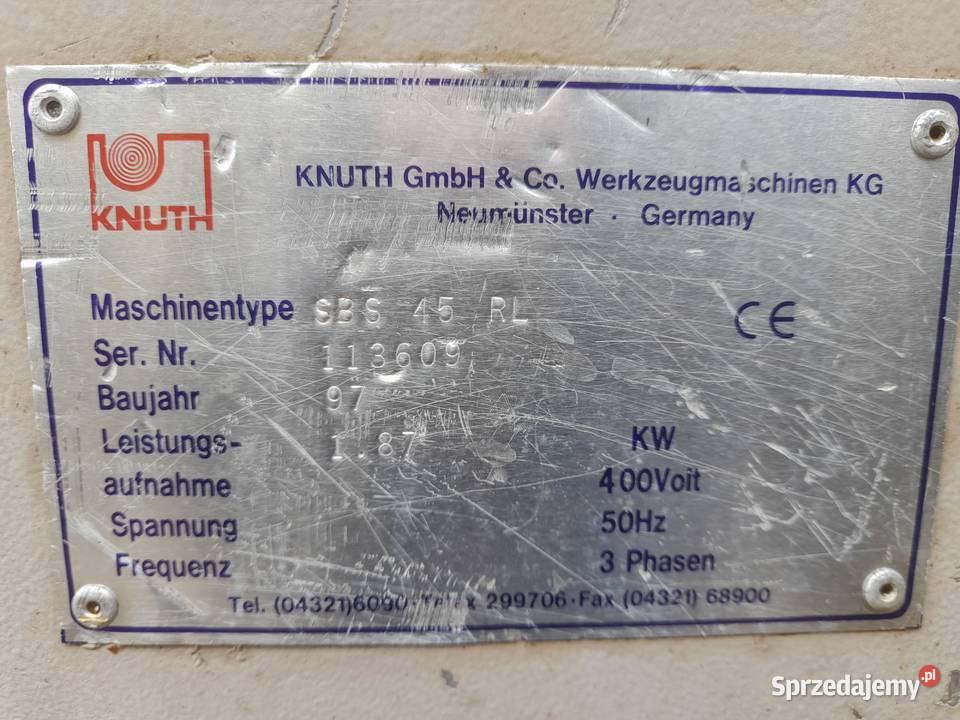 KNUTH
KNUTH GmbH & Co. Werkzeugmaschinen KG
Neumünster · Germany
Maschinentype SBS 45 RL
CE
Ser. Nr. 113609
Baujahr 97
Leistungs- 1.87 KW
aufnahme 400Voit
Spannung 50Hz
Frequenz 3 Phasen
Tel. (04321)6090·Telex 299706·Fax (04321) 68900
Sprzedajemy.pl